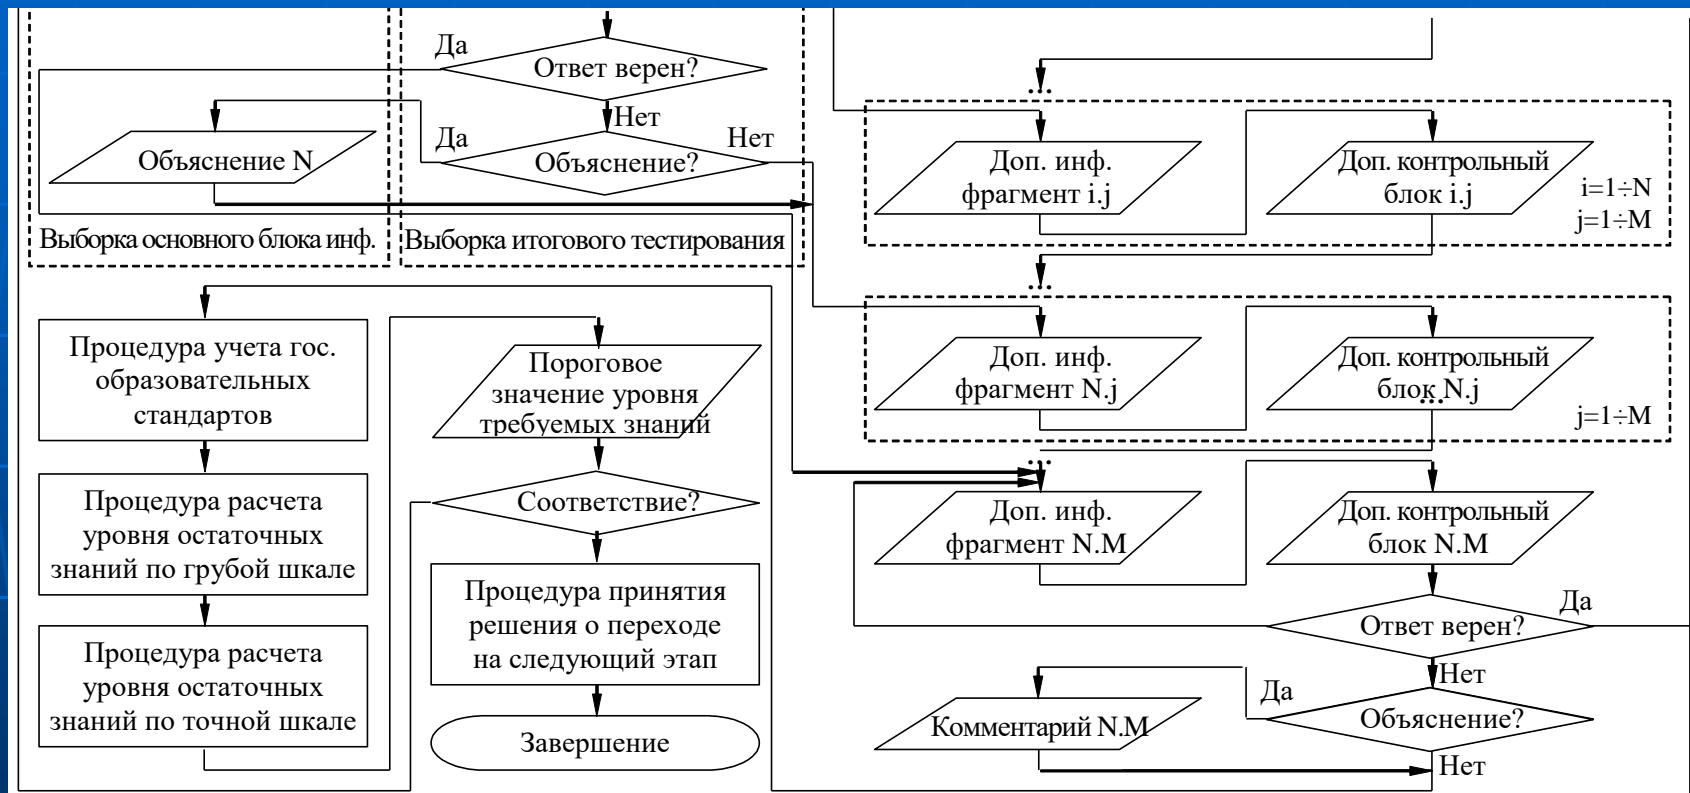 Да
Ответ верен?
Нет
Да
Объяснение?
Нет
Объяснение N
Выборка основного блока инф.
Выборка итогового тестирования
...
Доп. инф.
фрагмент i.j
Доп. контрольный
блок i.j
i=1÷N
j=1÷M
...
Доп. инф.
фрагмент N.j
Доп. контрольный
блок N.j
...
j=1÷M
Процедура учета гос.
образовательных
стандартов
Процедура расчета
уровня остаточных
знаний по грубой шкале
Процедура расчета
уровня остаточных
знаний по точной шкале
Пороговое
значение уровня
требуемых знаний
Соответствие?
Процедура принятия
решения о переходе
на следующий этап
Завершение
...
Доп. инф.
фрагмент N.M
Доп. контрольный
блок N.M
Да
Ответ верен?
Нет
Да
Объяснение?
Комментарий N.M
Нет